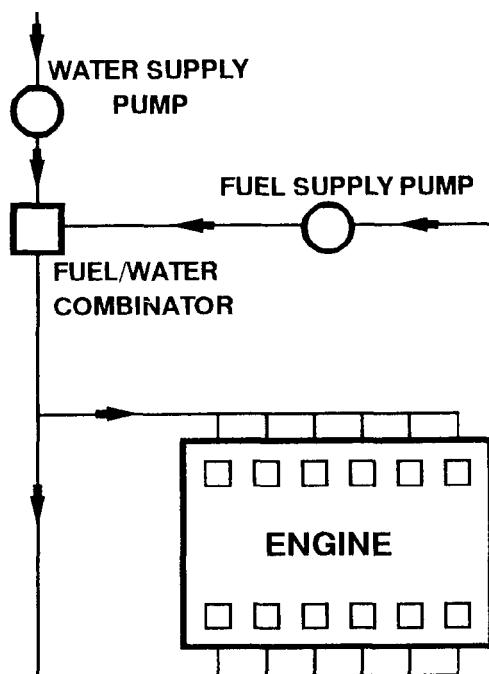 WATER SUPPLY
PUMP
FUEL SUPPLY PUMP
FUEL/WATER
COMBINATOR
ENGINE